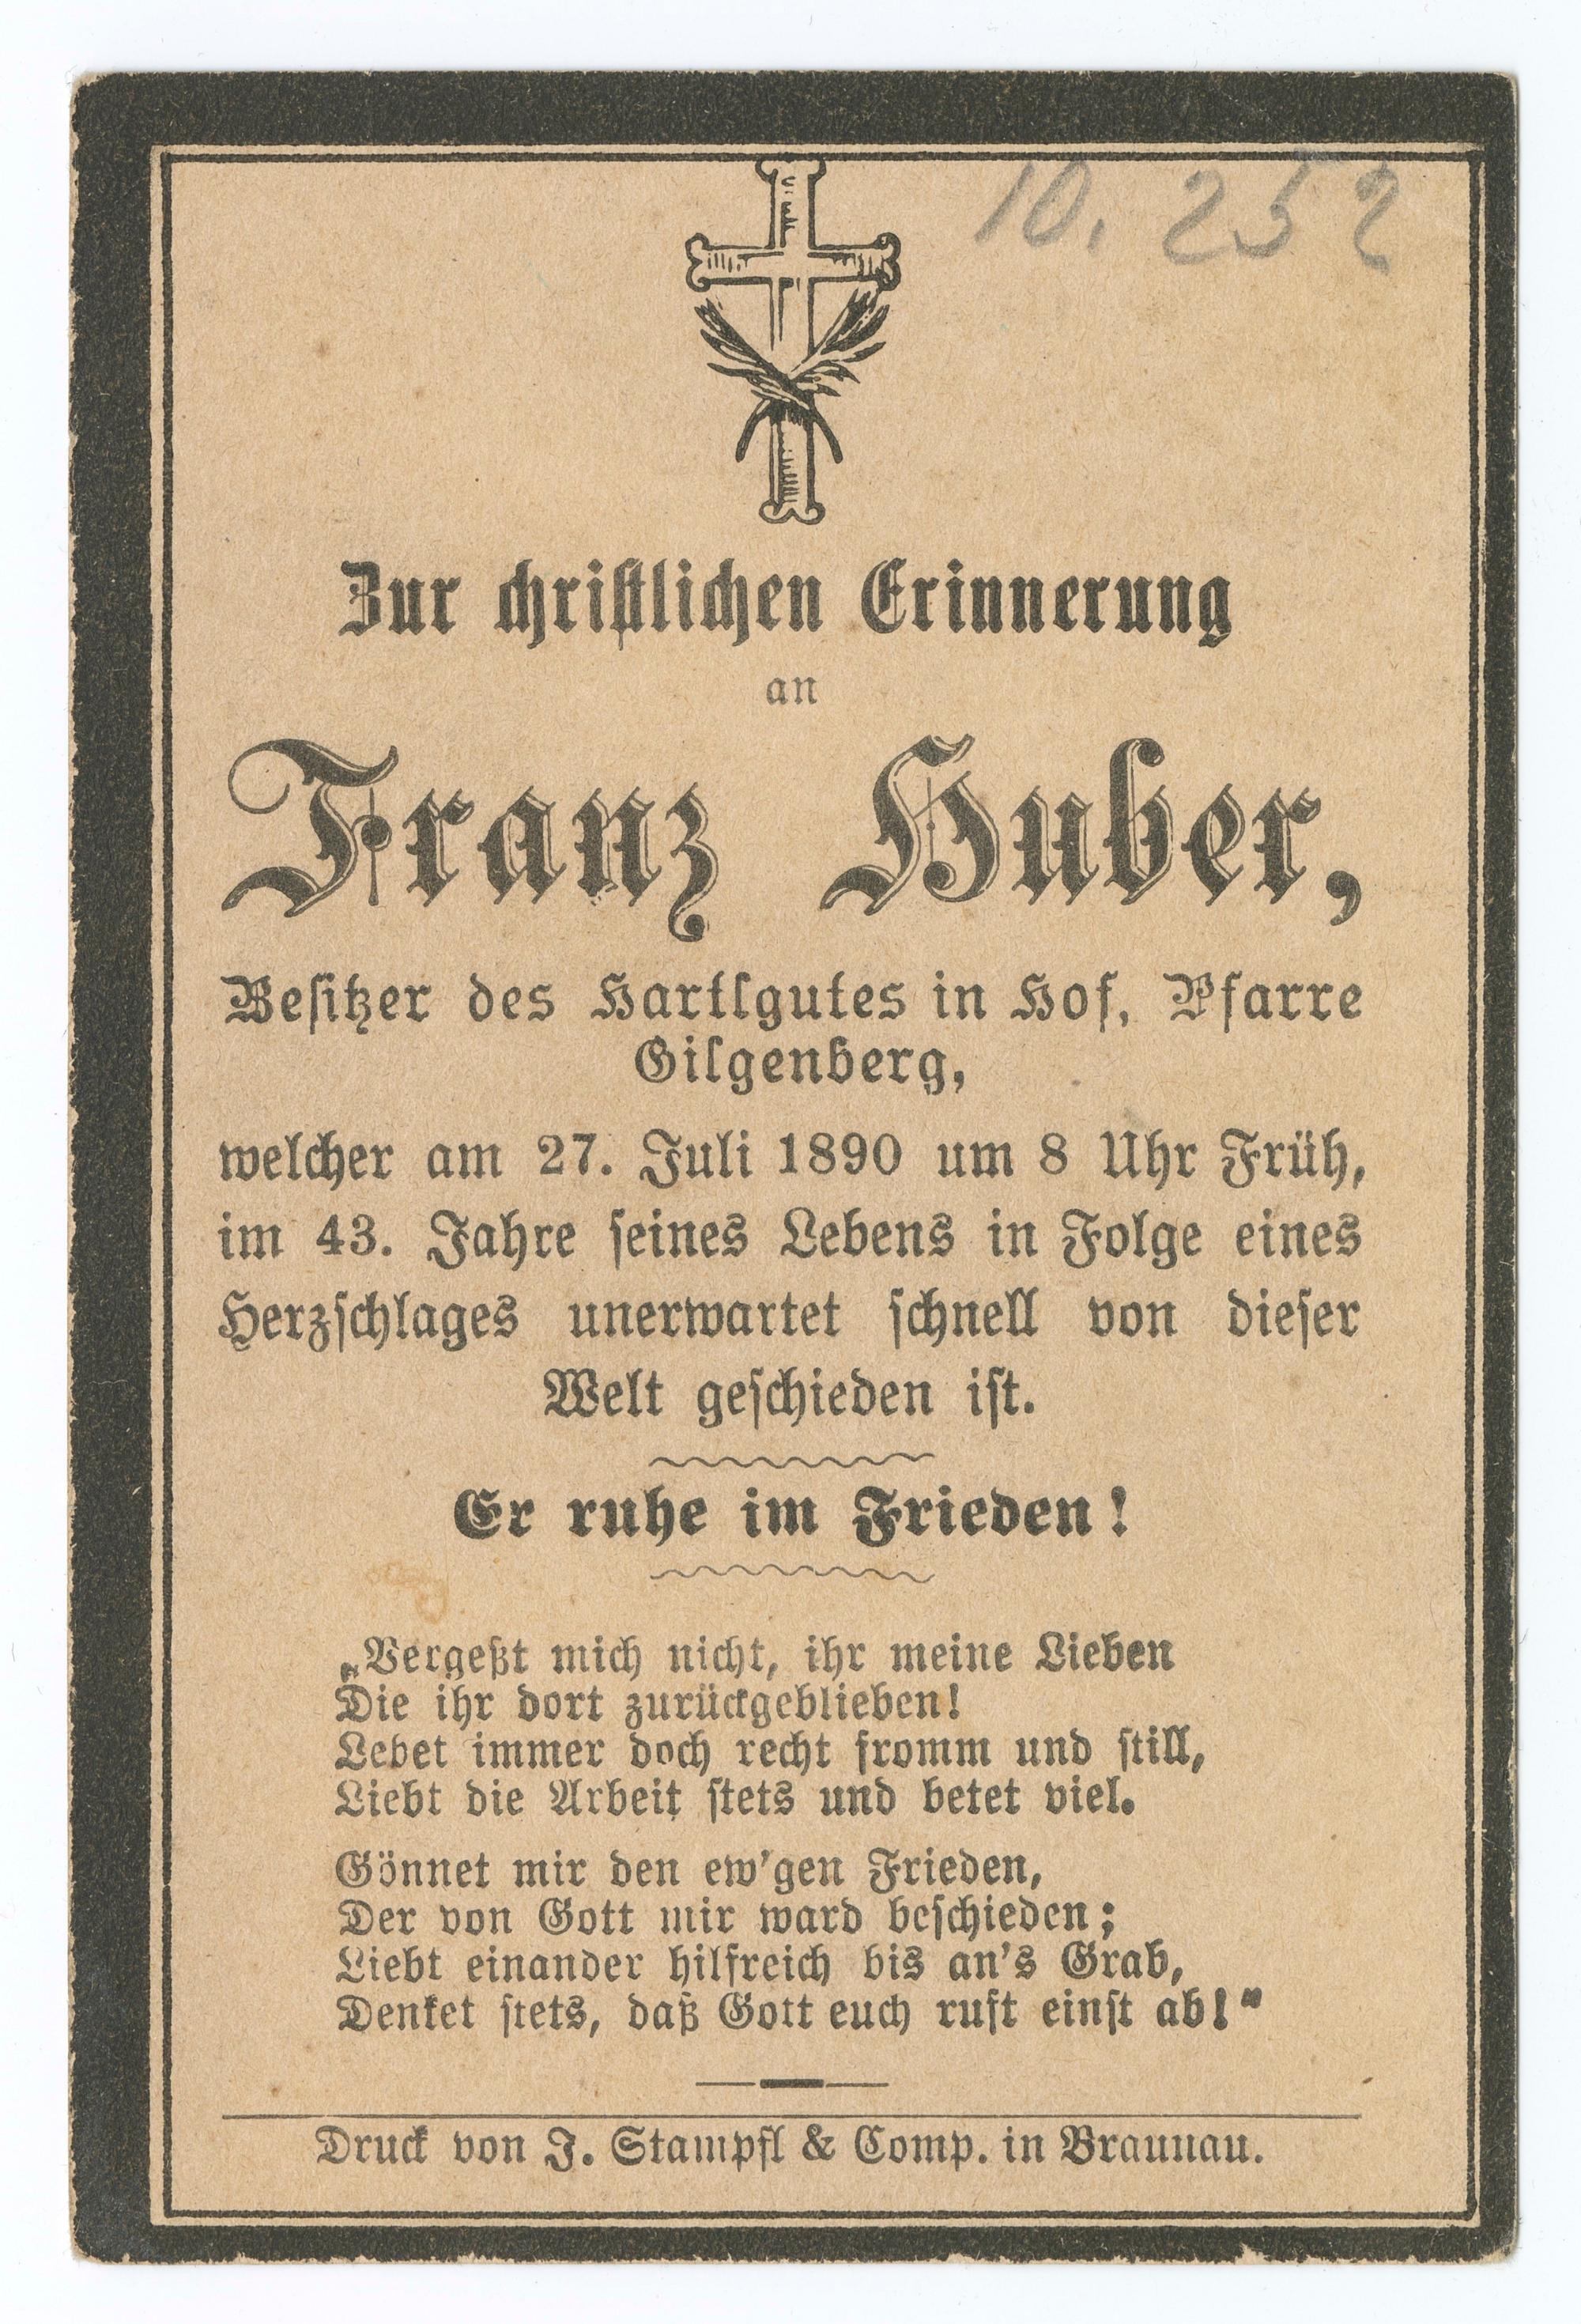 10. 252
Zur christlichen Erinnerung
an
Franz Huber,
Besitzer des Hartlgutes in Hof, Pfarre
Gilgenberg,
welcher am 27. Juli 1890 um 8 Uhr Früh,
im 43. Jahre seines Lebens in Folge eines
Herzschlages unerwartet schnell von dieser
Welt geschieden ist.
Er ruhe im Frieden!
„Vergeßt mich nicht, ihr meine Lieben
Die ihr dort zurückgeblieben!
Lebet immer doch recht fromm und still,
Liebt die Arbeit stets und betet viel.
Gönnet mir den ew'gen Frieden,
Der von Gott mir ward beschieden;
Liebt einander hilfreich bis an's Grab,
Denket stets, daß Gott euch ruft einst ab!“
Druck von J. Stampfl & Comp. in Braunau.